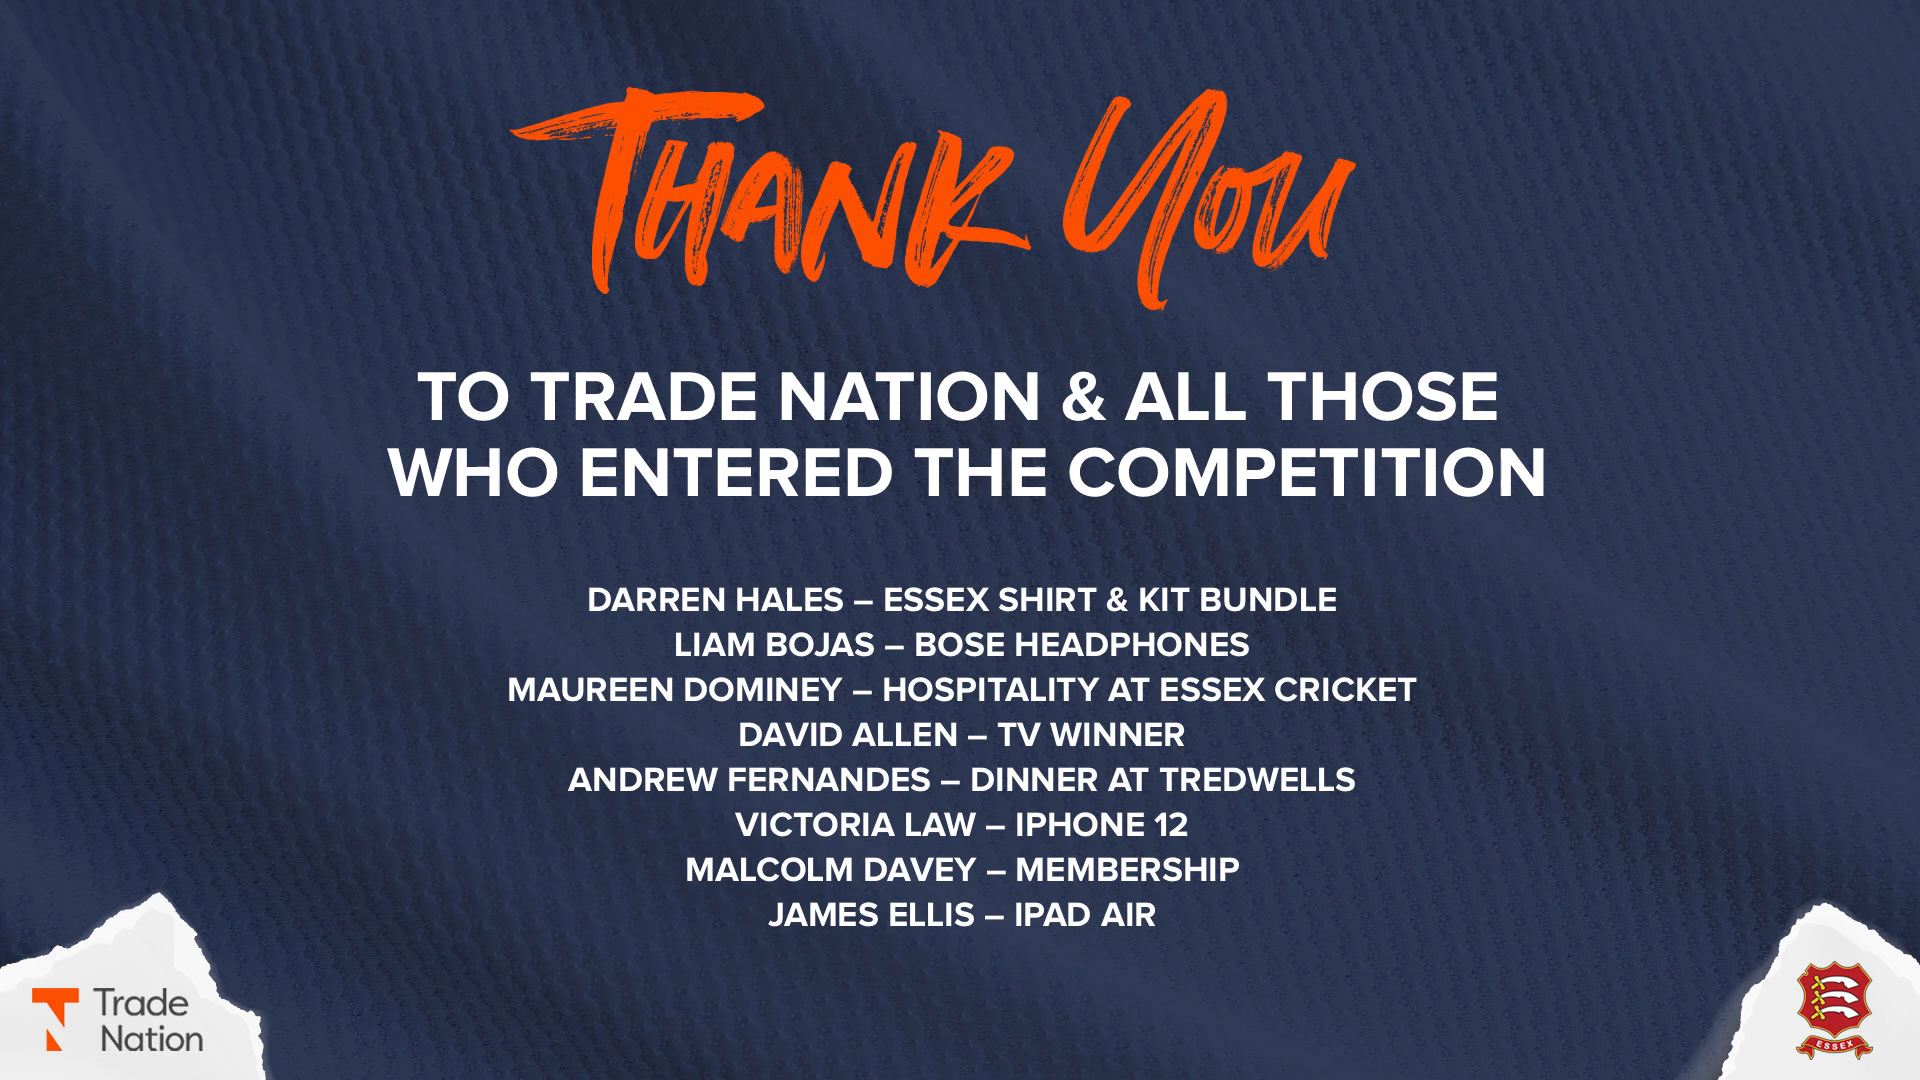 THANK YOU
TO TRADE NATION & ALL THOSE
WHO ENTERED THE COMPETITION
DARREN HALES – ESSEX SHIRT & KIT BUNDLE
LIAM BOJAS – BOSE HEADPHONES
MAUREEN DOMINEY – HOSPITALITY AT ESSEX CRICKET
DAVID ALLEN – TV WINNER
ANDREW FERNANDES – DINNER AT TREDWELLS
VICTORIA LAW – IPHONE 12
MALCOLM DAVEY – MEMBERSHIP
JAMES ELLIS – IPAD AIR
Trade
Nation
ESSEX